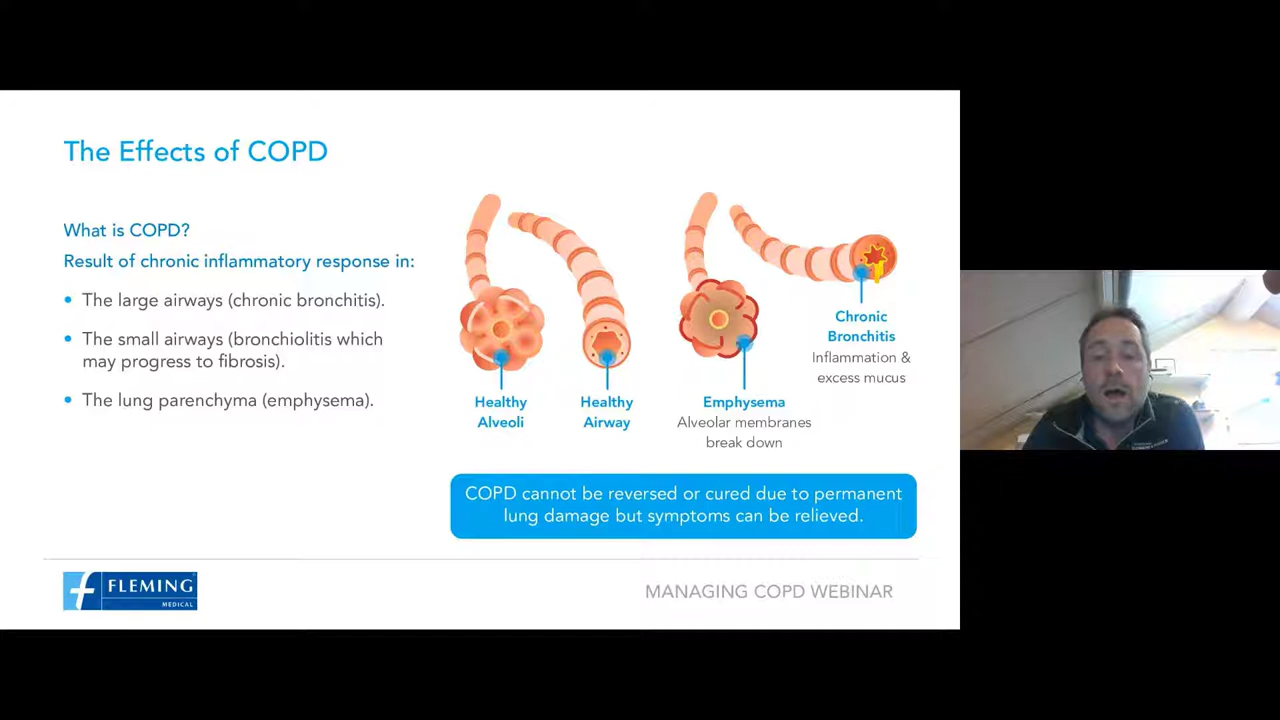 The Effects of COPD
What is COPD?
Result of chronic inflammatory response in:
• The large airways (chronic bronchitis).
• The small airways (bronchiolitis which
may progress to fibrosis).
• The lung parenchyma (emphysema).
Healthy
Alveoli
Healthy
Airway
Emphysema
Alveolar membranes
break down
Chronic
Bronchitis
Inflammation &
excess mucus
COPD cannot be reversed or cured due to permanent
lung damage but symptoms can be relieved.
FLEMING
MEDICAL
MANAGING COPD WEBINAR